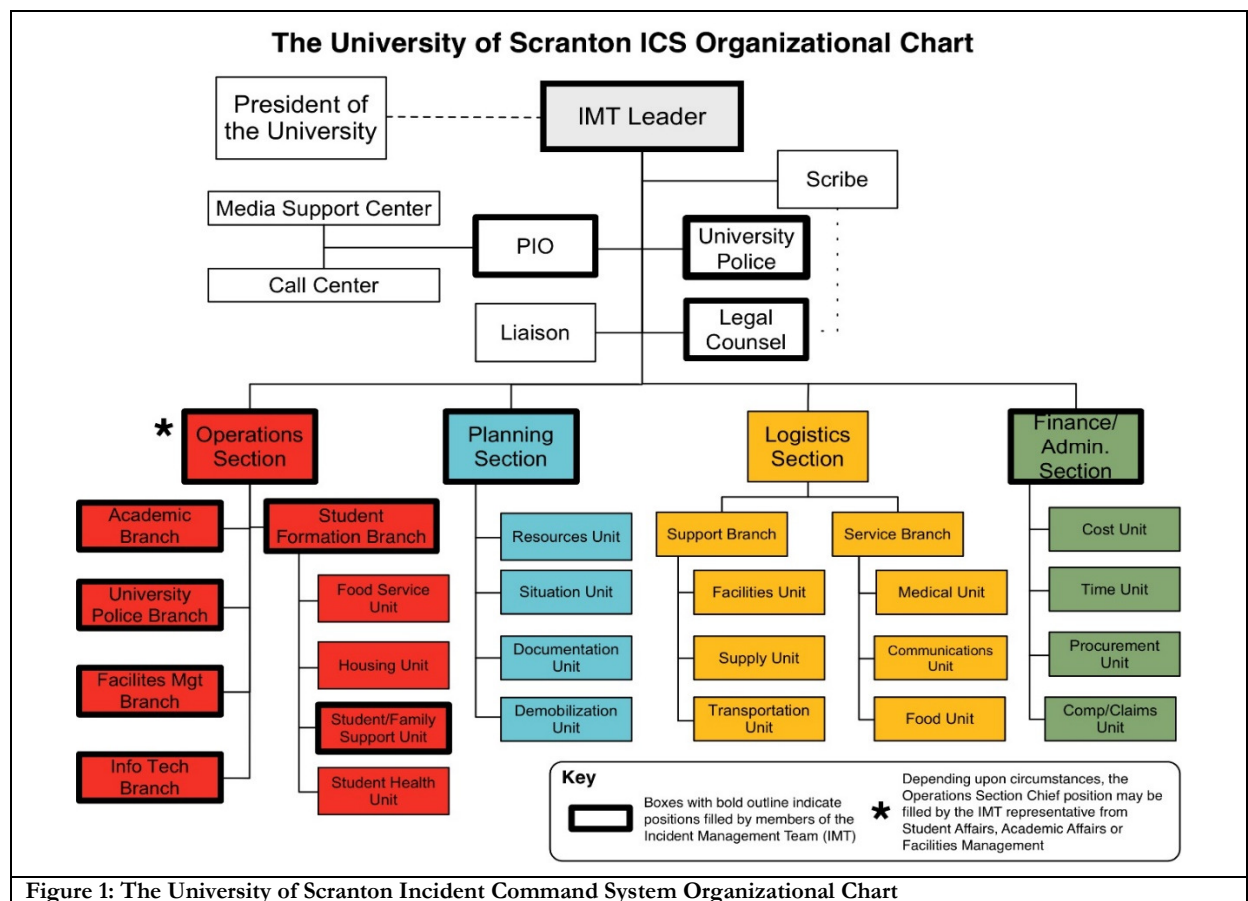 The University of Scranton ICS Organizational Chart
President of
the University
IMT Leader
Scribe
Media Support Center
PIO
University
Police
Call Center
Liaison
Legal
Counsel
*
Operations
Section
Planning
Section
Logistics
Section
Finance/
Admin.
Section
Academic
Branch
Student
Formation Branch
University
Police Branch
Facilites Mgt
Branch
Info Tech
Branch
Food Service
Unit
Housing Unit
Student/Family
Support Unit
Student Health
Unit
Resources Unit
Situation Unit
Documentation
Unit
Demobilization
Unit
Support Branch
Facilities Unit
Supply Unit
Transportation
Unit
Service Branch
Medical Unit
Communications
Unit
Food Unit
Cost Unit
Time Unit
Procurement
Unit
Comp/Claims
Unit
Key
Boxes with bold outline indicate
positions filled by members of the
Incident Management Team (IMT)
*
Depending upon circumstances, the
Operations Section Chief position may be
filled by the IMT representative from
Student Affairs, Academic Affairs or
Facilities Management
Figure 1: The University of Scranton Incident Command System Organizational Chart